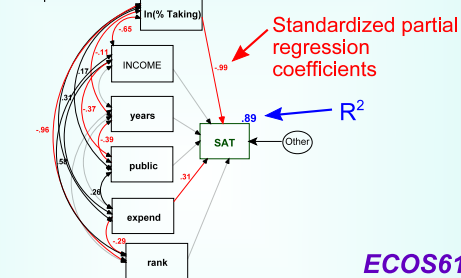 ln(% Taking)
Standardized partial
regression
coefficients
-.65
-.99
-.11
INCOME
.17
.31
years
.89
R²
-.37
-.96
-.39
SAT
Other
public
.58
.31
.26
expend
-.29
rank
ECOS61